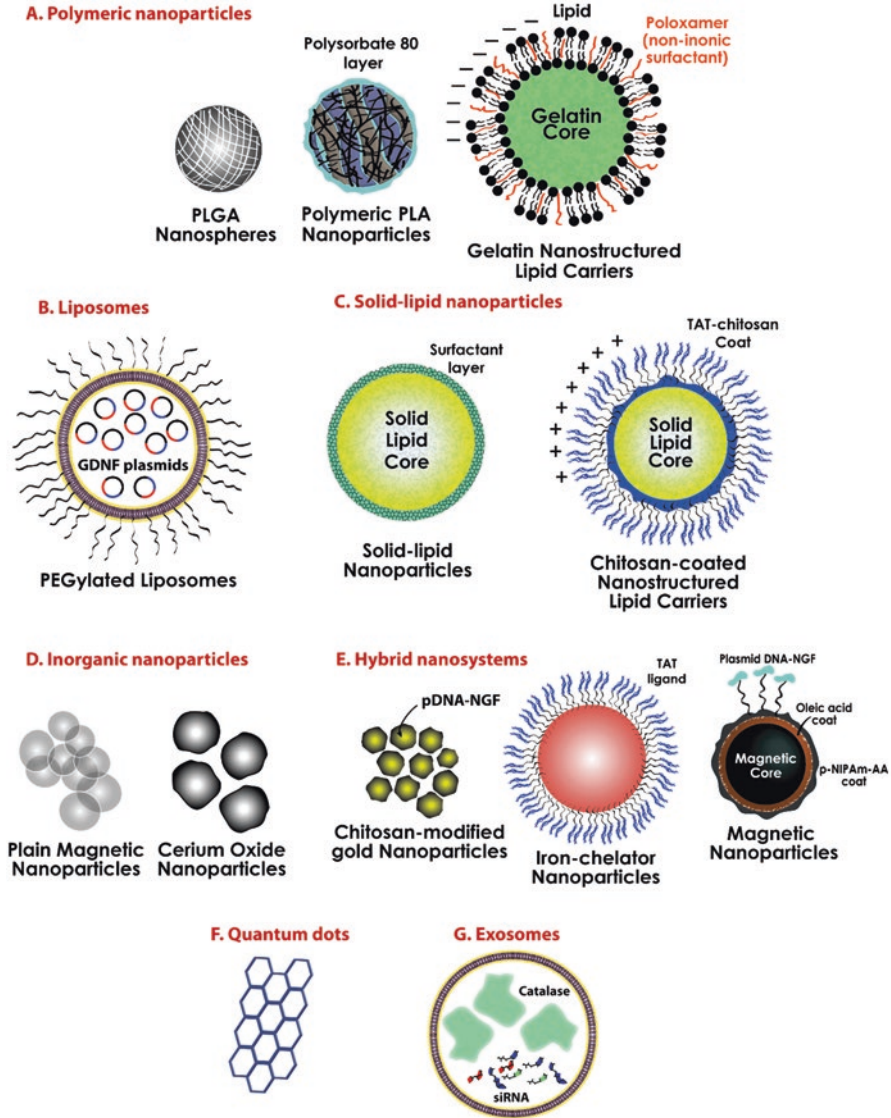 A. Polymeric nanoparticles
Polysorbate 80
layer
Lipid
Poloxamer
(non-inonic
surfactant)
Gelatin
Core
PLGA
Nanospheres
Polymeric PLA
Nanoparticles
Gelatin Nanostructured
Lipid Carriers
B. Liposomes
GDNF plasmids
PEGylated Liposomes
C. Solid-lipid nanoparticles
Surfactant
layer
Solid
Lipid
Core
Solid-lipid
Nanoparticles
TAT-chitosan
Coat
Solid
Lipid
Core
Chitosan-coated
Nanostructured
Lipid Carriers
D. Inorganic nanoparticles
Plain Magnetic
Nanoparticles
Cerium Oxide
Nanoparticles
E. Hybrid nanosystems
pDNA-NGF
Chitosan-modified
gold Nanoparticles
TAT
ligand
Iron-chelator
Nanoparticles
Plasmid DNA-NGF
Oleic acid
coat
Magnetic
Core
p-NIPAm-AA
coat
Magnetic
Nanoparticles
F. Quantum dots
G. Exosomes
Catalase
siRNA